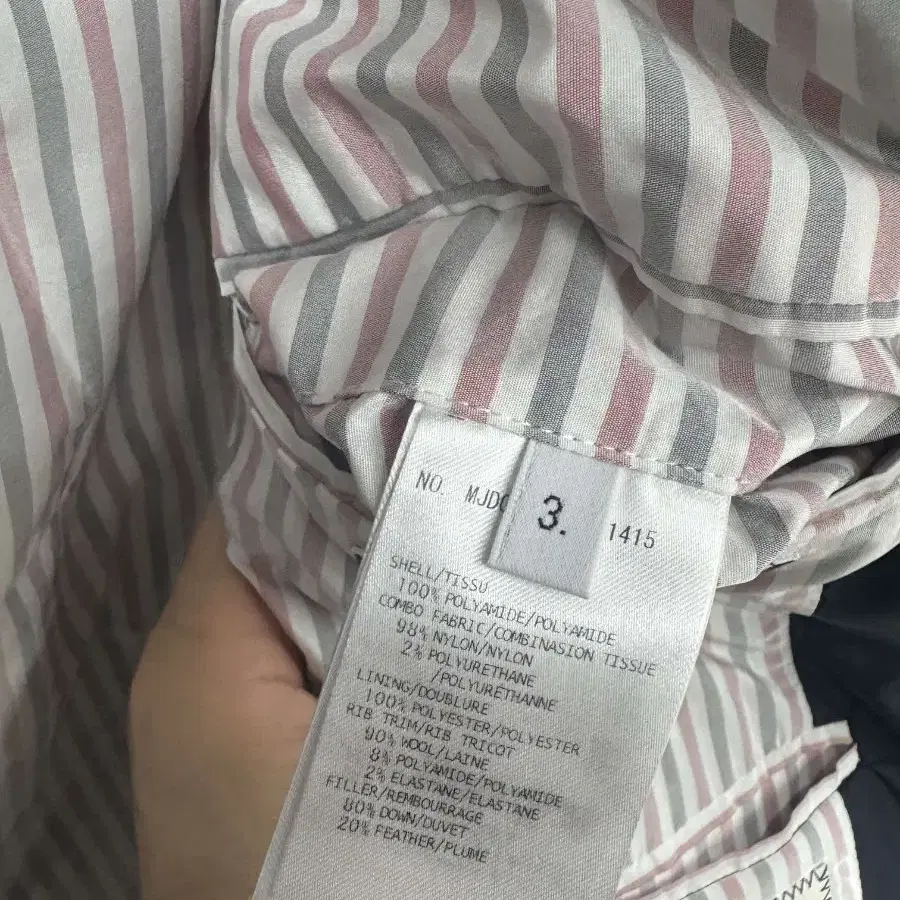 NO. MJDO
3.
1415
SHELL/TISSU
100% POLYAMIDE/POLYAMIDE
COMBO FABRIC/COMBINASION TISSUE
98% NYLON/NYLON
2% POLYURETHANE
/POLYURÉTHANNE
LINING/DOUBLURE
100% POLYESTER/POLYESTER
RIB TRIM/RIB TRICOT
90% WOOL/LAINE
8% POLYAMIDE/POLYAMIDE
2% ELASTANE/ELASTANE
FILLER/REMBOURRAGE
80% DOWN/DUVET
20% FEATHER/PLUME